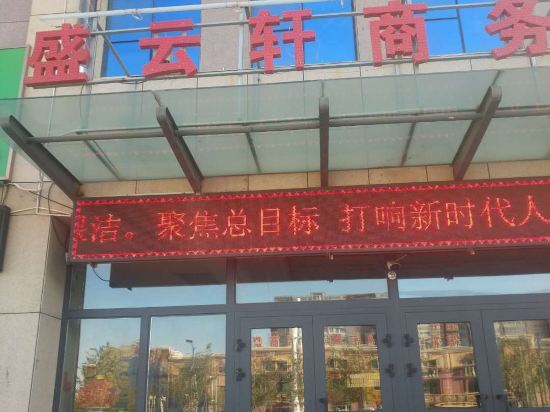 盛云轩商务
洁。聚焦总目标 打响新时代人